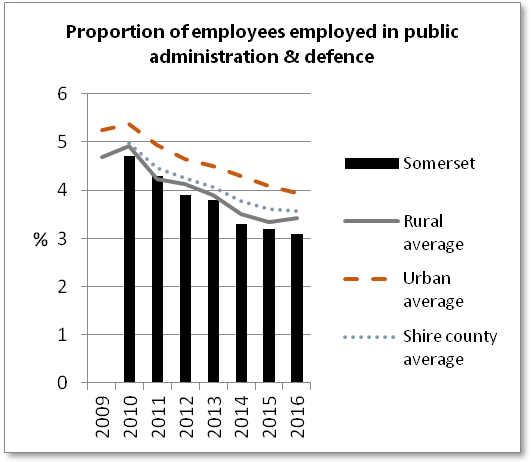 Proportion of employees employed in public
administration & defence
6
5
4
3
2
1
0
%
2009
2010
2011
2012
2013
2014
2015
2016
Somerset
Rural
average
Urban
average
Shire county
average